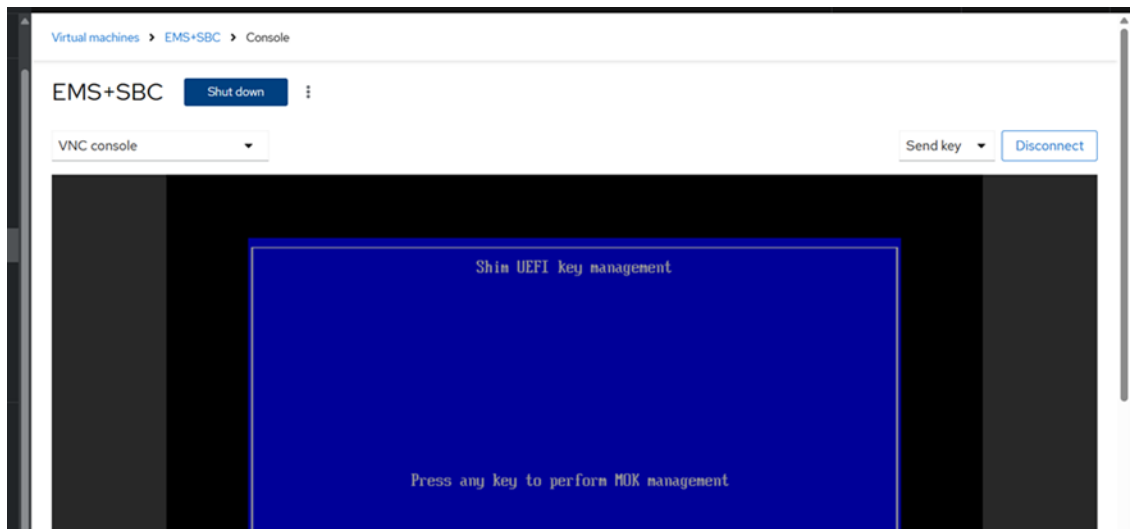 Virtual machines > EMS+SBC > Console
EMS+SBC Shut down
VNC console Send key Disconnect
Shim UEFI key management
Press any key to perform MOK management